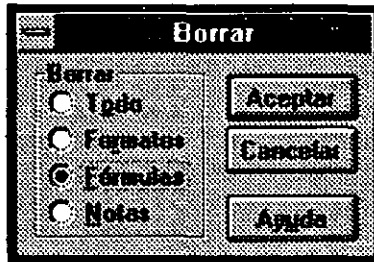 Borrar
Borrar
Todo
Aceptar
Formatos
Cancelar
Fórmulas
Notas
Ayuda